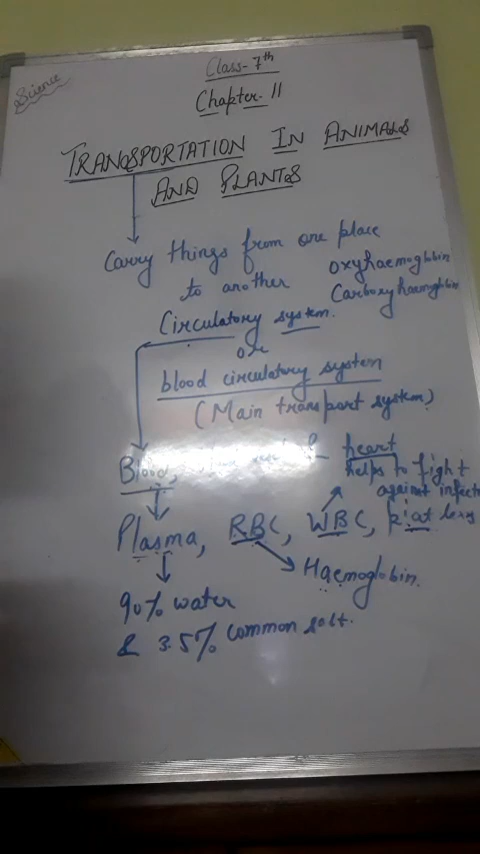 Science
Class-7th
Chapter-11
TRANSPORTATION IN ANIMALS
AND PLANTS
Carry things from one place
to another
oxyhaemoglobin
Carboxyhaemoglobin
Circulatory system.
or
blood circulatory system
(Main transport system)
Blood, heart
helps to fight
against infect
Plasma, RBC, WBC,
Haemoglobin.
90% water
& 3.5% common salt.